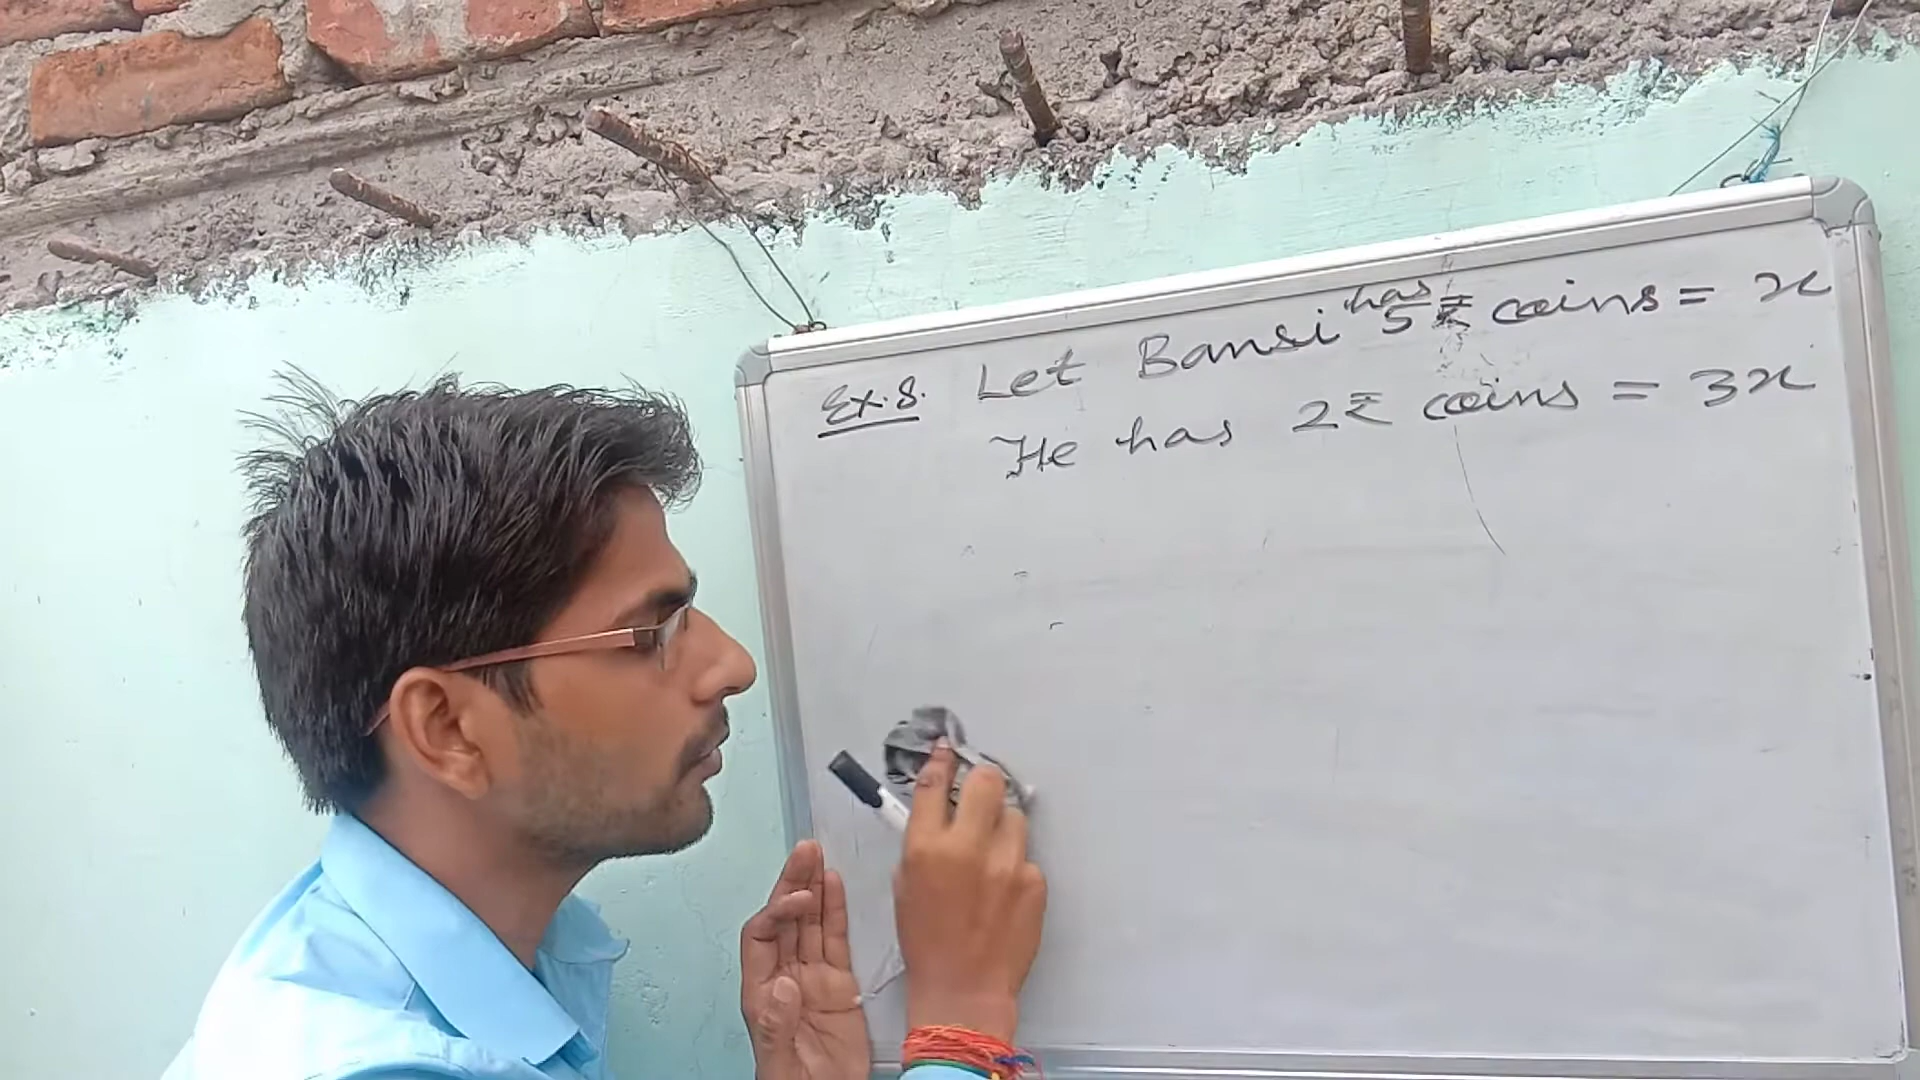 Ex.8. Let Bansi has 5₹ coins = x
He has 2₹ coins = 3x